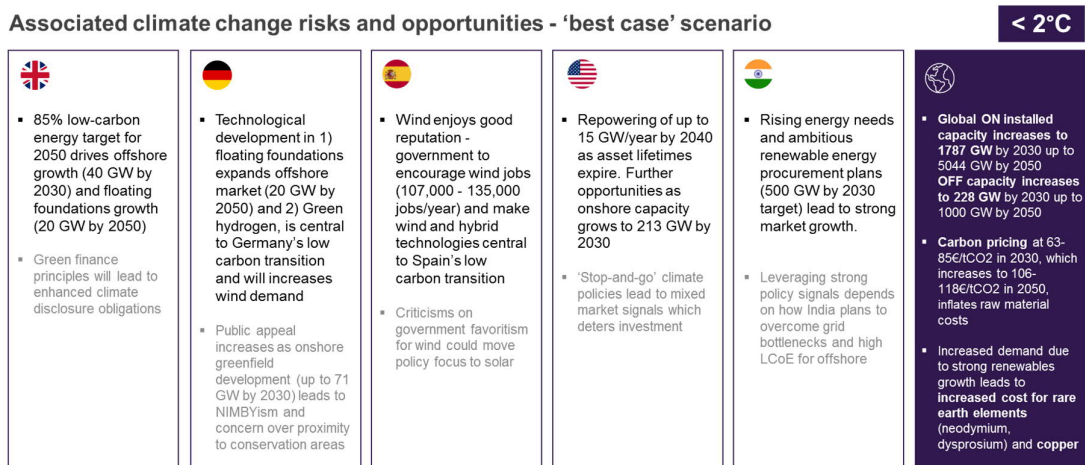 Associated climate change risks and opportunities - ‘best case’ scenario
< 2°C
▪ 85% low-carbon
energy target for
2050 drives offshore
growth (40 GW by
2030) and floating
foundations growth
(20 GW by 2050)
▪ Green finance
principles will lead to
enhanced climate
disclosure obligations
▪ Technological
development in 1)
floating foundations
expands offshore
market (20 GW by
2050) and 2) Green
hydrogen, is central
to Germany’s low
carbon transition
and will increases
wind demand
▪ Public appeal
increases as onshore
greenfield
development (up to 71
GW by 2030) leads to
NIMBYism and
concern over proximity
to conservation areas
▪ Wind enjoys good
reputation -
government to
encourage wind jobs
(107,000 - 135,000
jobs/year) and make
wind and hybrid
technologies central
to Spain’s low
carbon transition
▪ Criticisms on
government favoritism
for wind could move
policy focus to solar
▪ Repowering of up to
15 GW/year by 2040
as asset lifetimes
expire. Further
opportunities as
onshore capacity
grows to 213 GW by
2030
▪ ‘Stop-and-go’ climate
policies lead to mixed
market signals which
deters investment
▪ Rising energy needs
and ambitious
renewable energy
procurement plans
(500 GW by 2030
target) lead to strong
market growth.
▪ Leveraging strong
policy signals depends
on how India plans to
overcome grid
bottlenecks and high
LCoE for offshore
▪ Global ON installed
capacity increases to
1787 GW by 2030 up to
5044 GW by 2050
OFF capacity increases
to 228 GW by 2030 up to
1000 GW by 2050
▪ Carbon pricing at 63-
85€/tCO2 in 2030, which
increases to 106-
118€/tCO2 in 2050,
inflates raw material
costs
▪ Increased demand due
to strong renewables
growth leads to
increased cost for rare
earth elements
(neodymium,
dysprosium) and copper